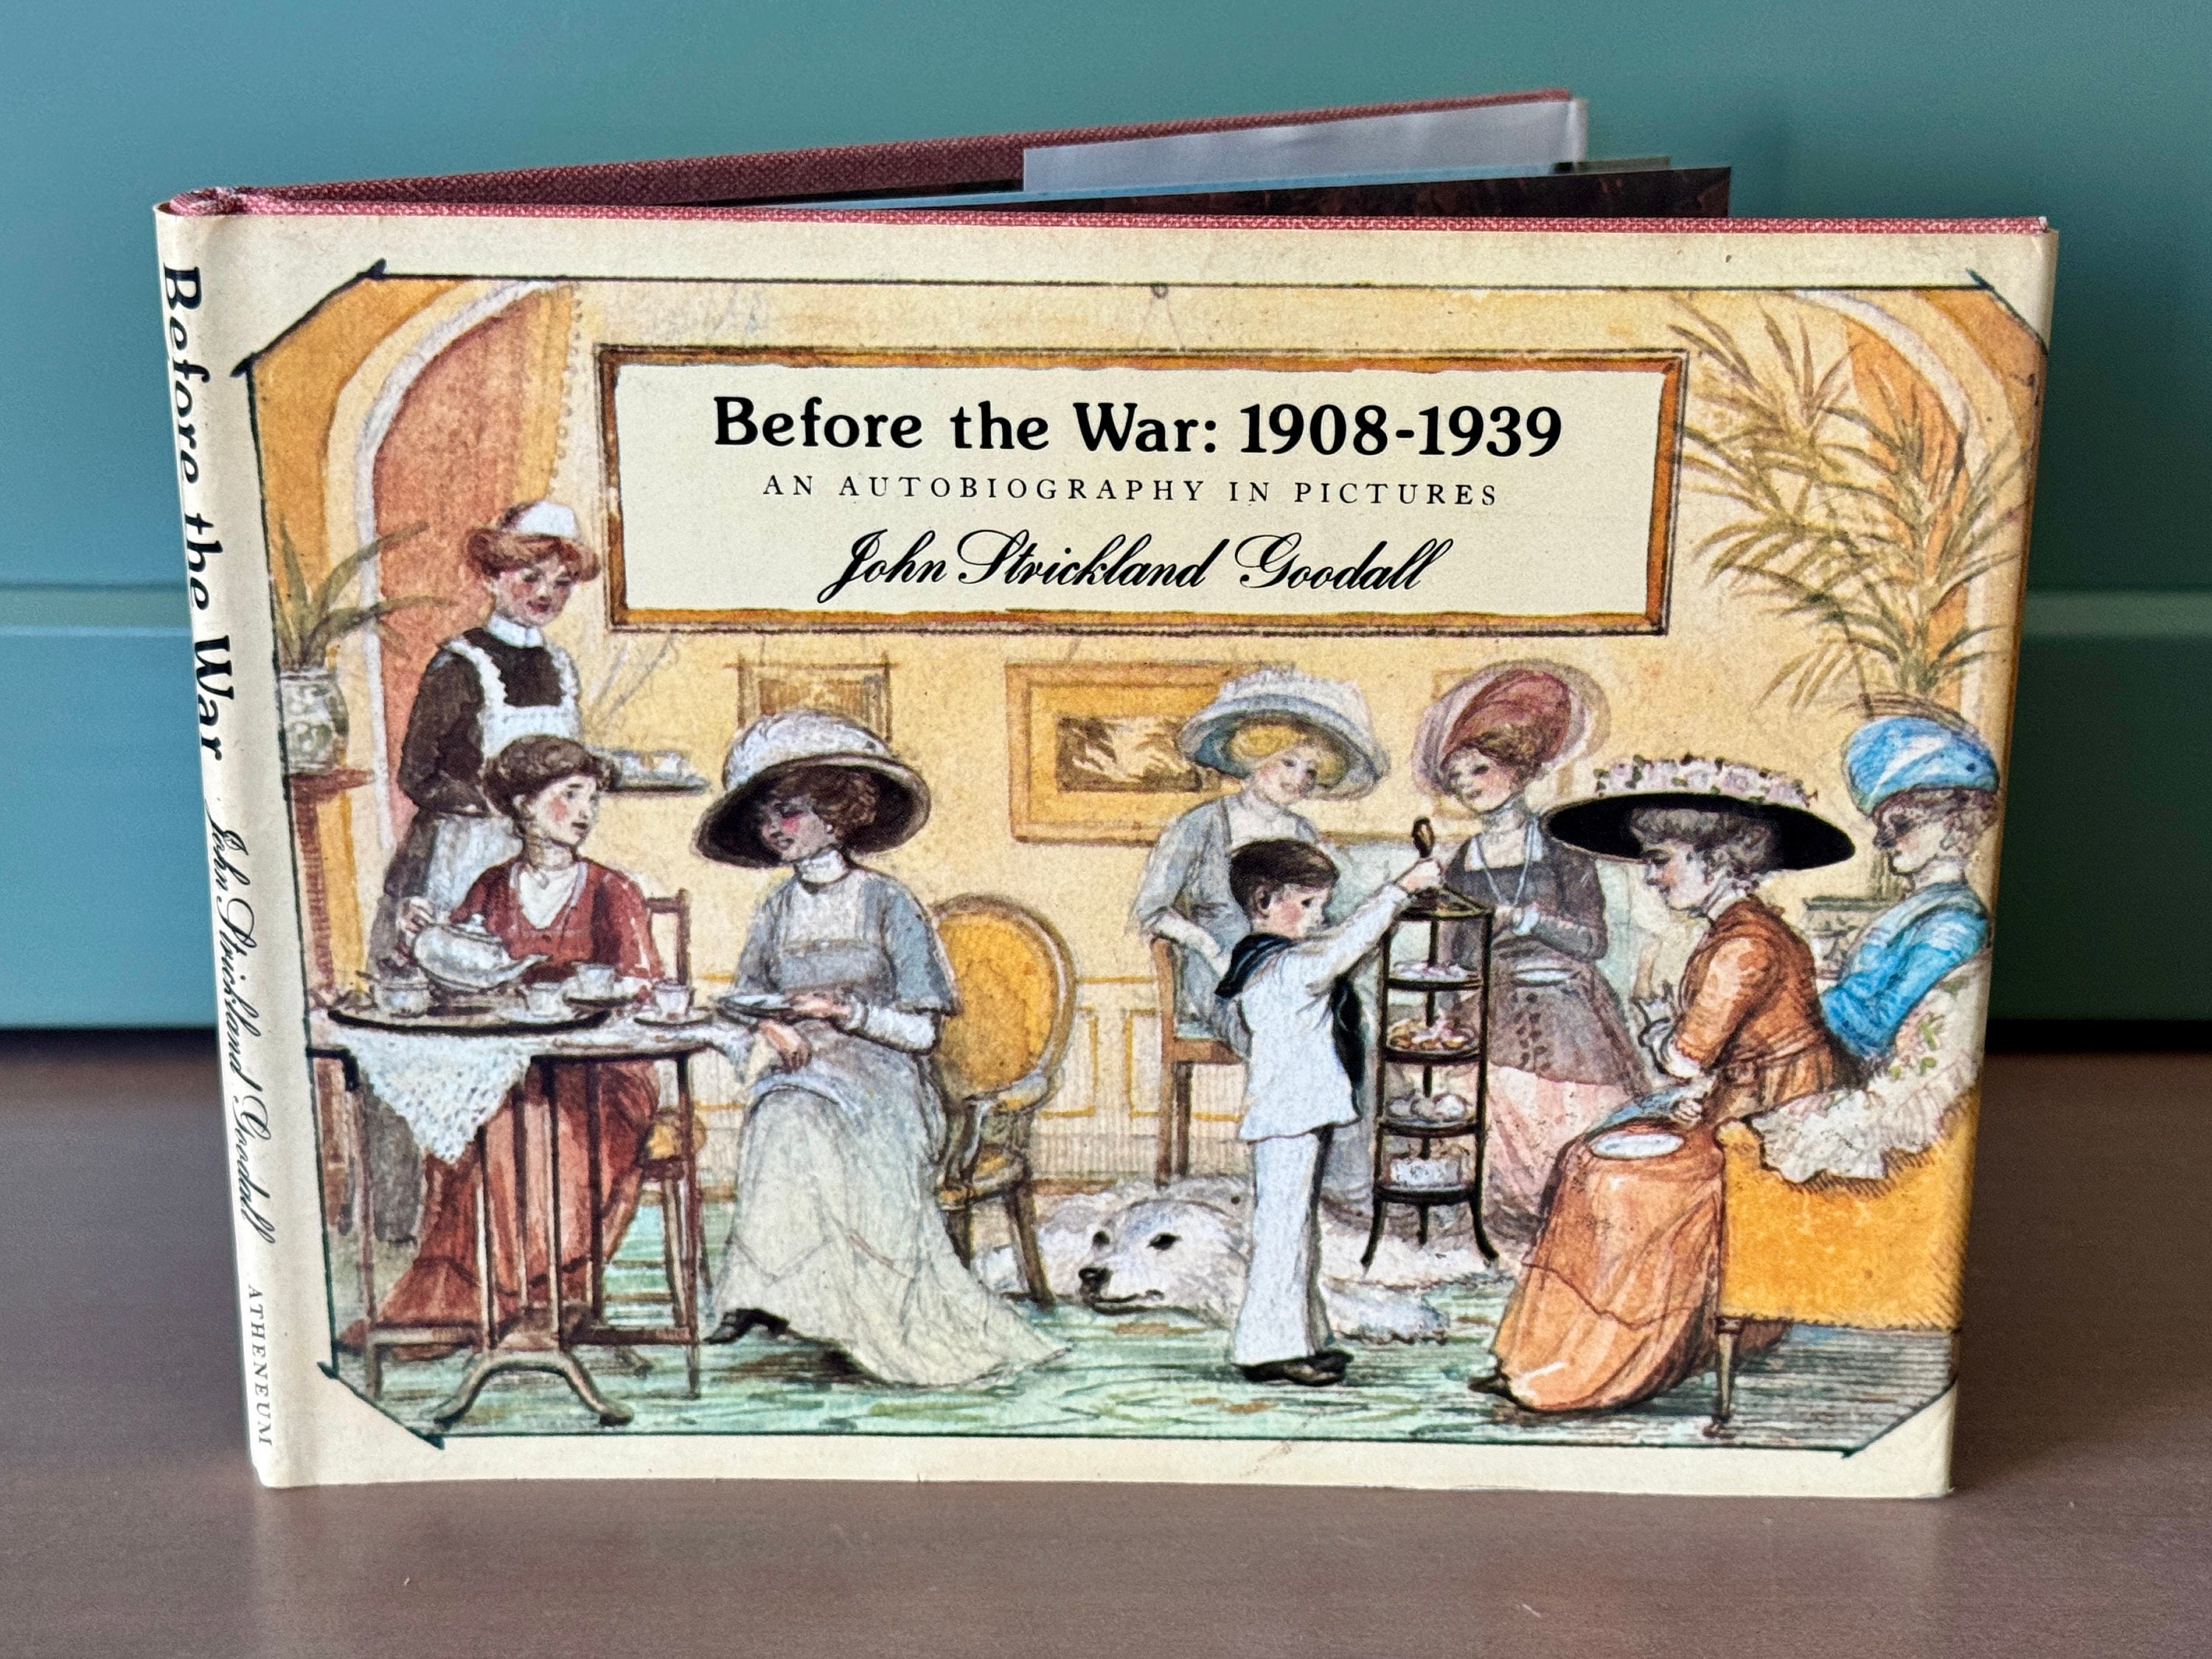 Before the War: 1908-1939
AN AUTOBIOGRAPHY IN PICTURES
John Strickland Goodall
Before the War John Strickland Goodall ATHENEUM